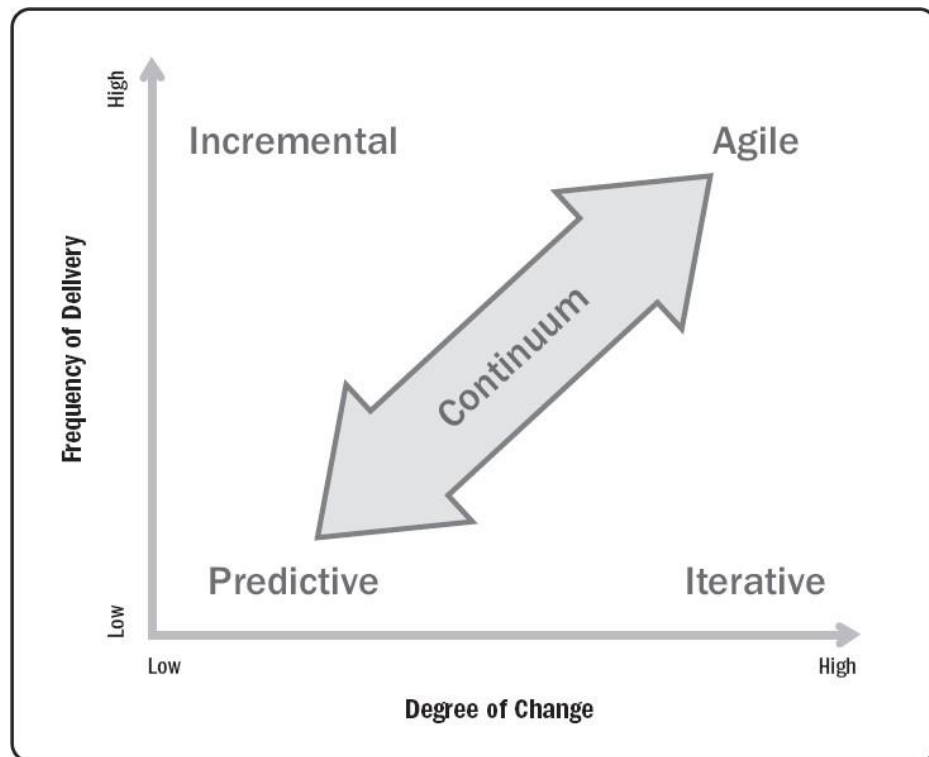 High
Incremental
Agile
Frequency of Delivery
Continuum
Predictive
Iterative
Low
Low
High
Degree of Change